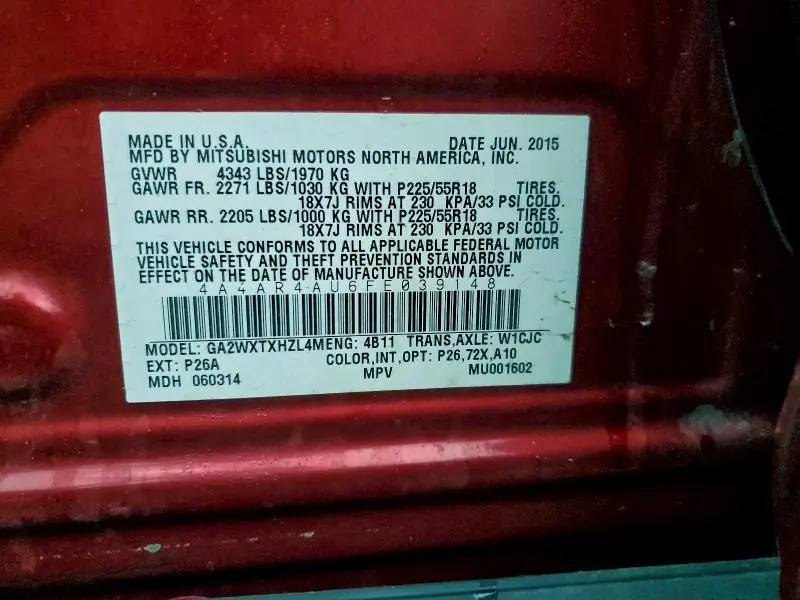 MADE IN U.S.A. DATE JUN. 2015
MFD BY MITSUBISHI MOTORS NORTH AMERICA, INC.
GVWR 4343 LBS/1970 KG
GAWR FR. 2271 LBS/1030 KG WITH P225/55R18 TIRES.
18X7J RIMS AT 230 KPA/33 PSI COLD.
GAWR RR. 2205 LBS/1000 KG WITH P225/55R18 TIRES.
18X7J RIMS AT 230 KPA/33 PSI COLD.
THIS VEHICLE CONFORMS TO ALL APPLICABLE FEDERAL MOTOR
VEHICLE SAFETY AND THEFT PREVENTION STANDARDS IN
EFFECT ON THE DATE OF MANUFACTURE SHOWN ABOVE.
4A4AR4AU6FE039148
MODEL: GA2WXTXHZL4MENG: 4B11 TRANS,AXLE: W1CJC
EXT: P26A COLOR,INT,OPT: P26,72X,A10
MDH 060314 MPV MU001602